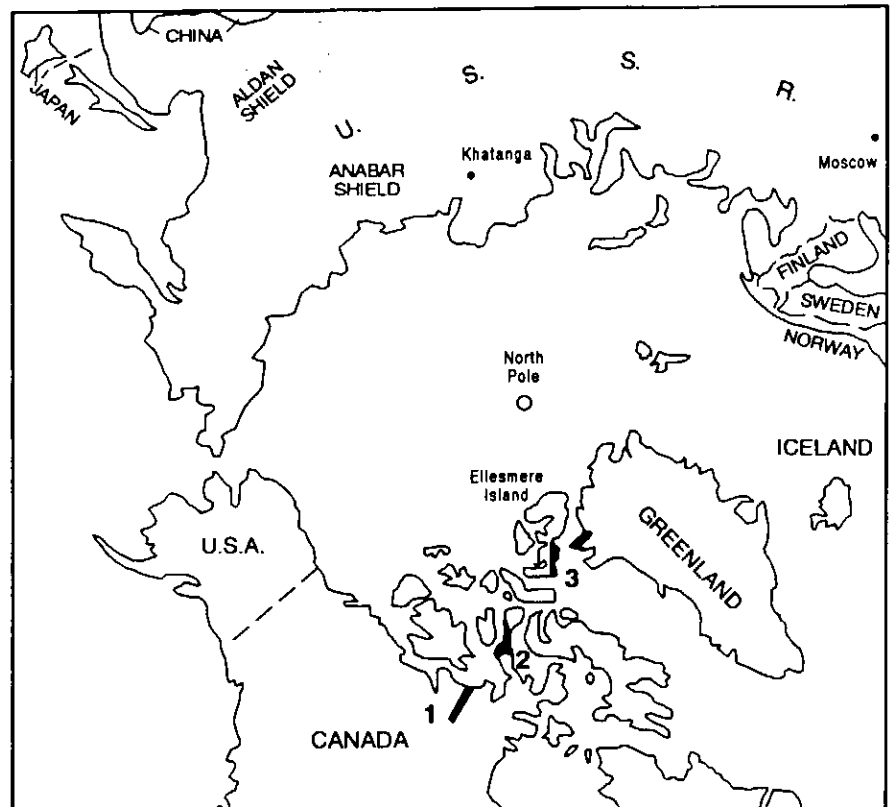 CHINA
JAPAN
ALDAN
SHIELD
U. S. S. R.
Khatanga
Moscow
ANABAR
SHIELD
FINLAND
SWEDEN
NORWAY
North
Pole
ICELAND
Ellesmere
Island
U.S.A.
GREENLAND
3
2
1
CANADA